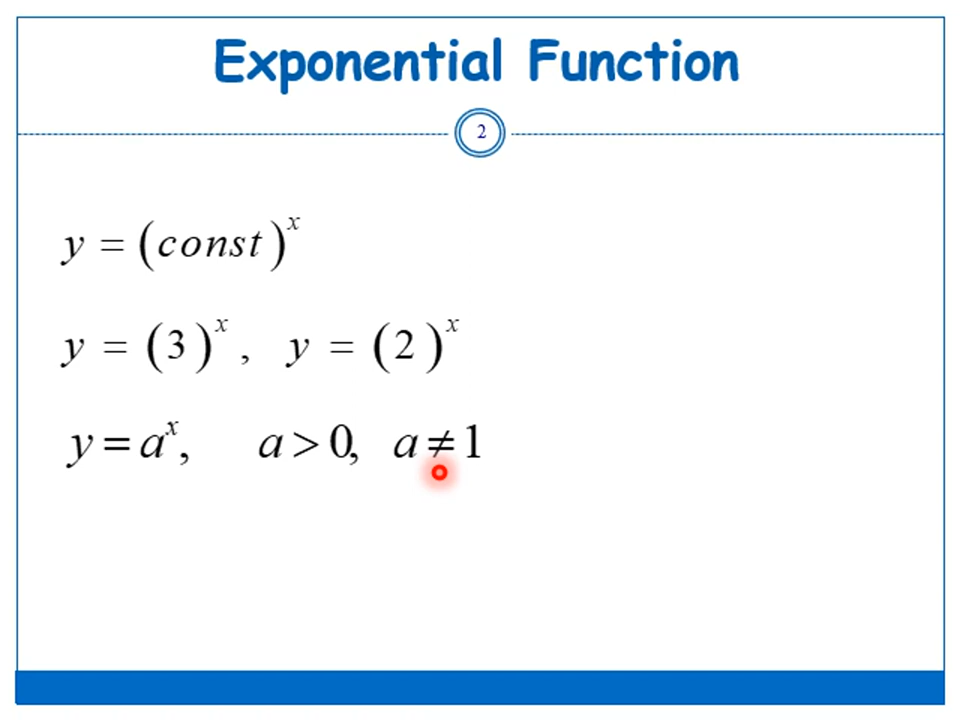 Exponential Function
2
y = (const)^x
y = (3)^x , y = (2)^x
y = a^x, a > 0, a ≠ 1